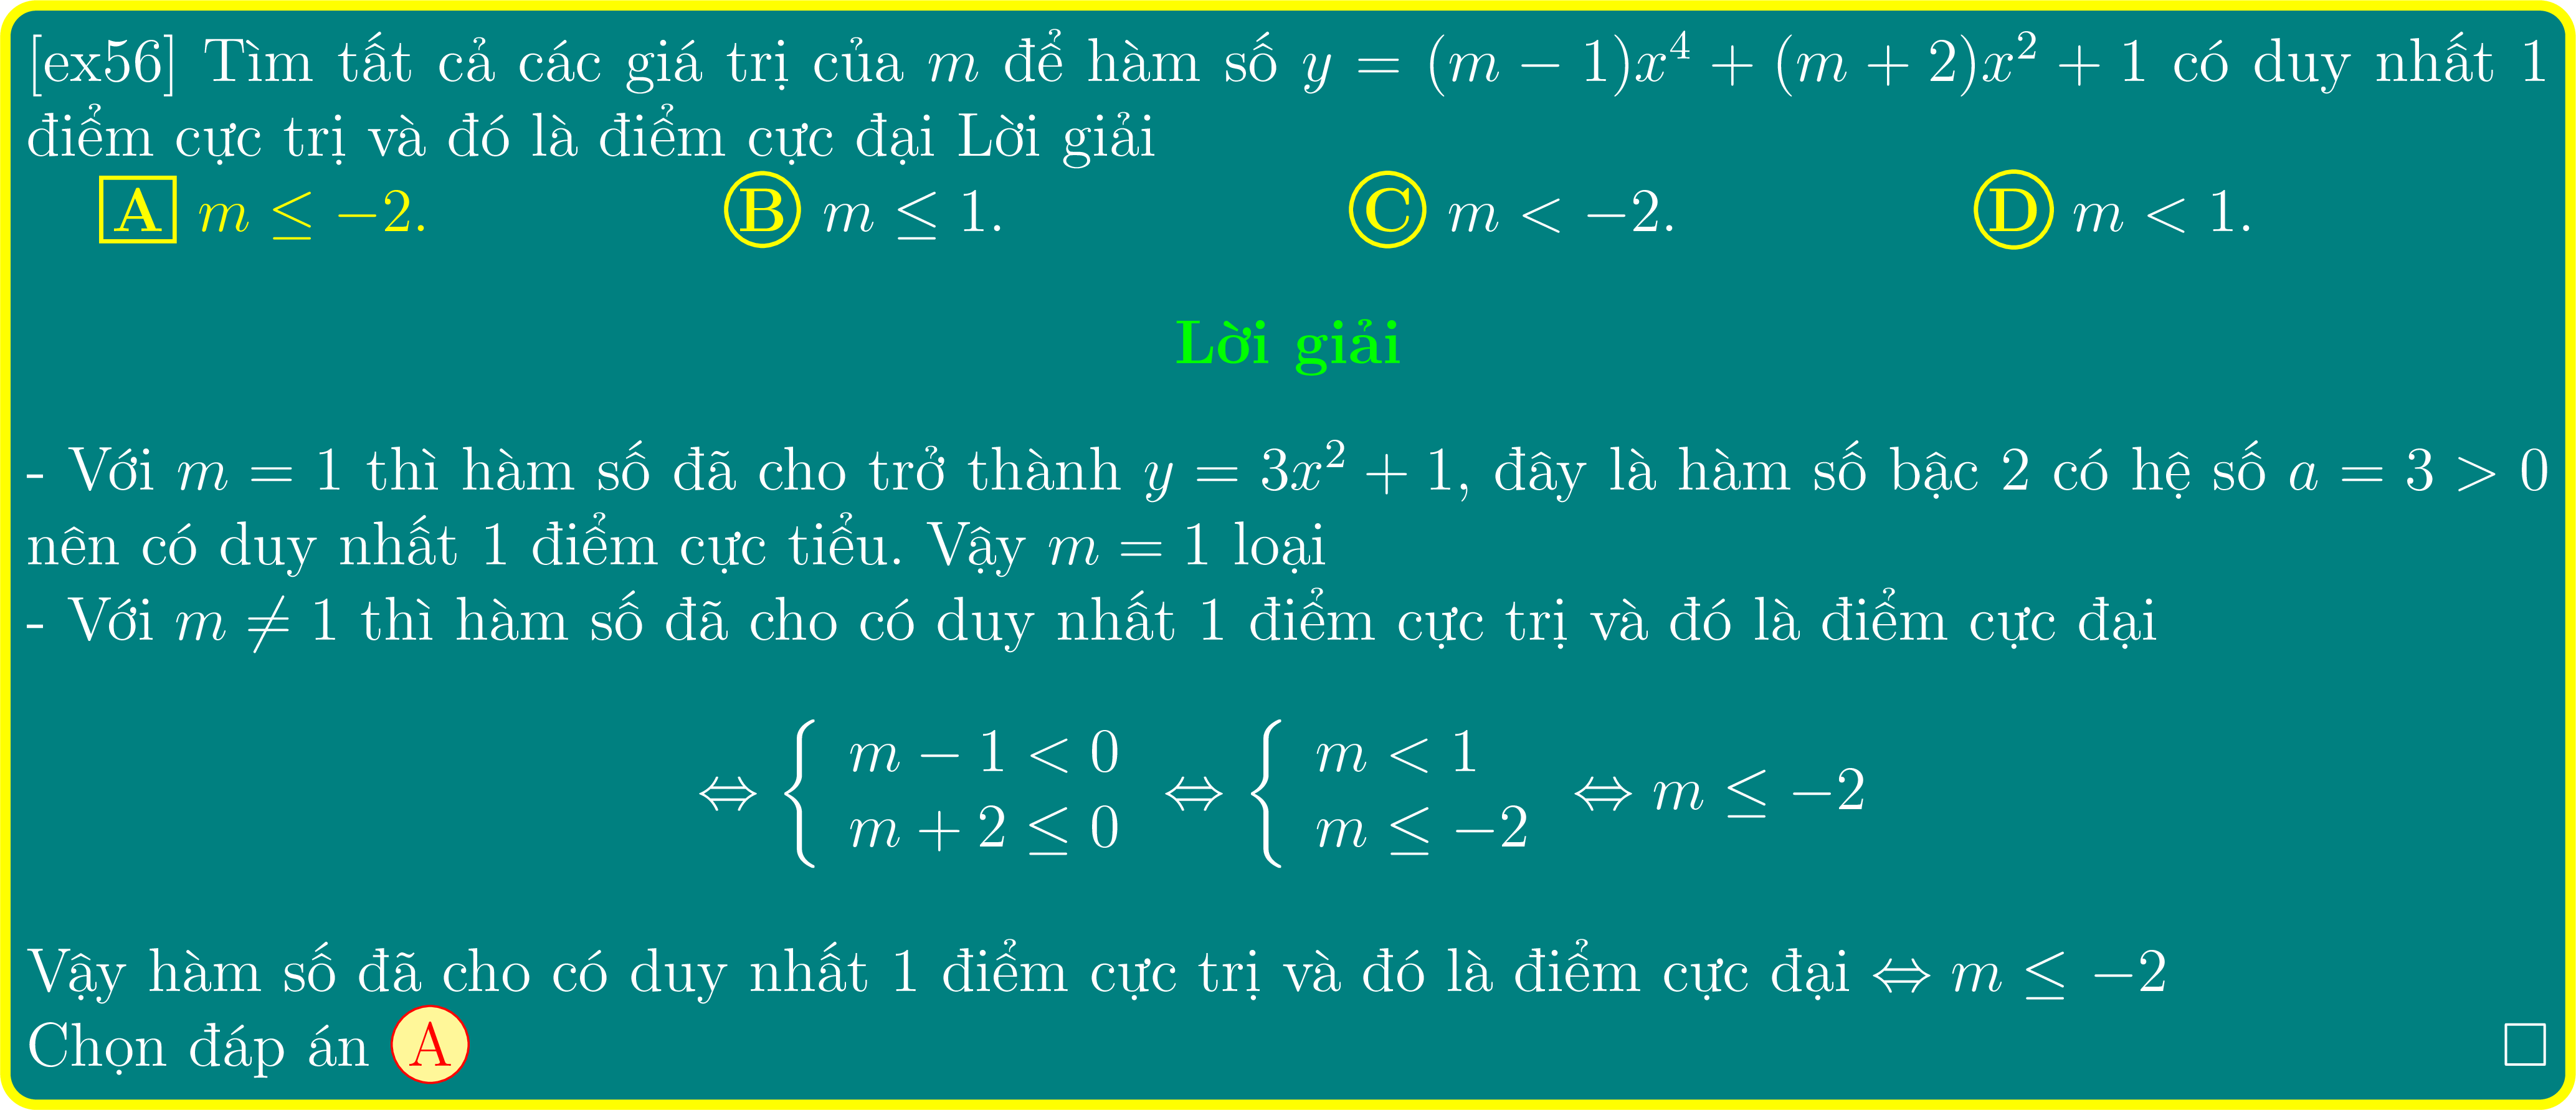 [ex56] Tìm tất cả các giá trị của m để hàm số y = (m − 1)x⁴ + (m + 2)x² + 1 có duy nhất 1
điểm cực trị và đó là điểm cực đại Lời giải
A m ≤ −2. B m ≤ 1. C m < −2. D m < 1.
Lời giải
- Với m = 1 thì hàm số đã cho trở thành y = 3x² + 1, đây là hàm số bậc 2 có hệ số a = 3 > 0
nên có duy nhất 1 điểm cực tiểu. Vậy m = 1 loại
- Với m ≠ 1 thì hàm số đã cho có duy nhất 1 điểm cực trị và đó là điểm cực đại
⇔ { m − 1 < 0 ; m + 2 ≤ 0 ⇔ { m < 1 ; m ≤ −2 ⇔ m ≤ −2
Vậy hàm số đã cho có duy nhất 1 điểm cực trị và đó là điểm cực đại ⇔ m ≤ −2
Chọn đáp án A □